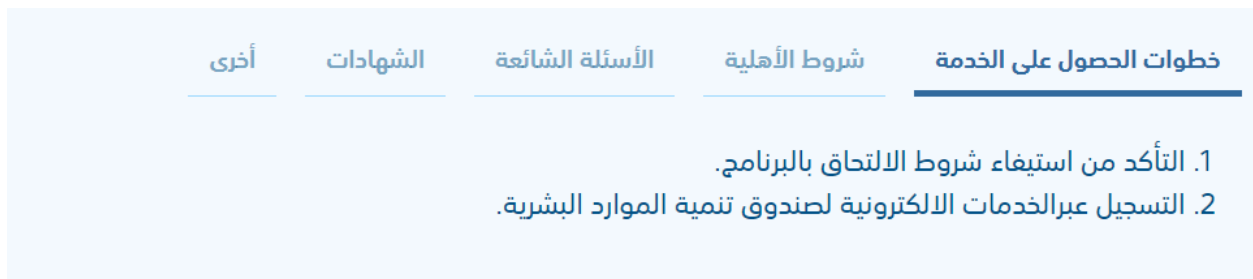 خطوات الحصول على الخدمة شروط الأهلية الأسئلة الشائعة الشهادات أخرى
1. التأكد من استيفاء شروط الالتحاق بالبرنامج.
2. التسجيل عبرالخدمات الالكترونية لصندوق تنمية الموارد البشرية.